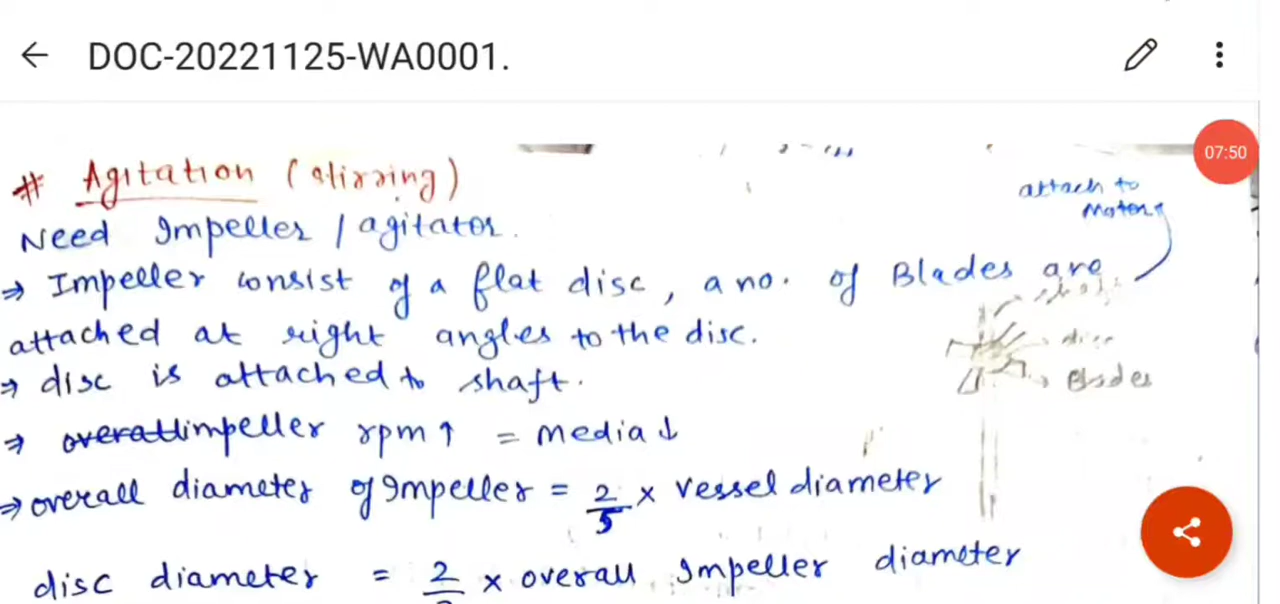 DOC-20221125-WA0001.
07:50
# Agitation (stirring)
attach to
Motor
Need Impeller / agitator.
⇒ Impeller consist of a flat disc, a no. of Blades are
attached at right angles to the disc.
disc
Blades
⇒ disc is attached to shaft.
⇒ overall impeller rpm ↑ = media ↓
⇒ overall diameter of Impeller = 2/5 x vessel diameter
disc diameter = 2/ x overall Impeller diameter